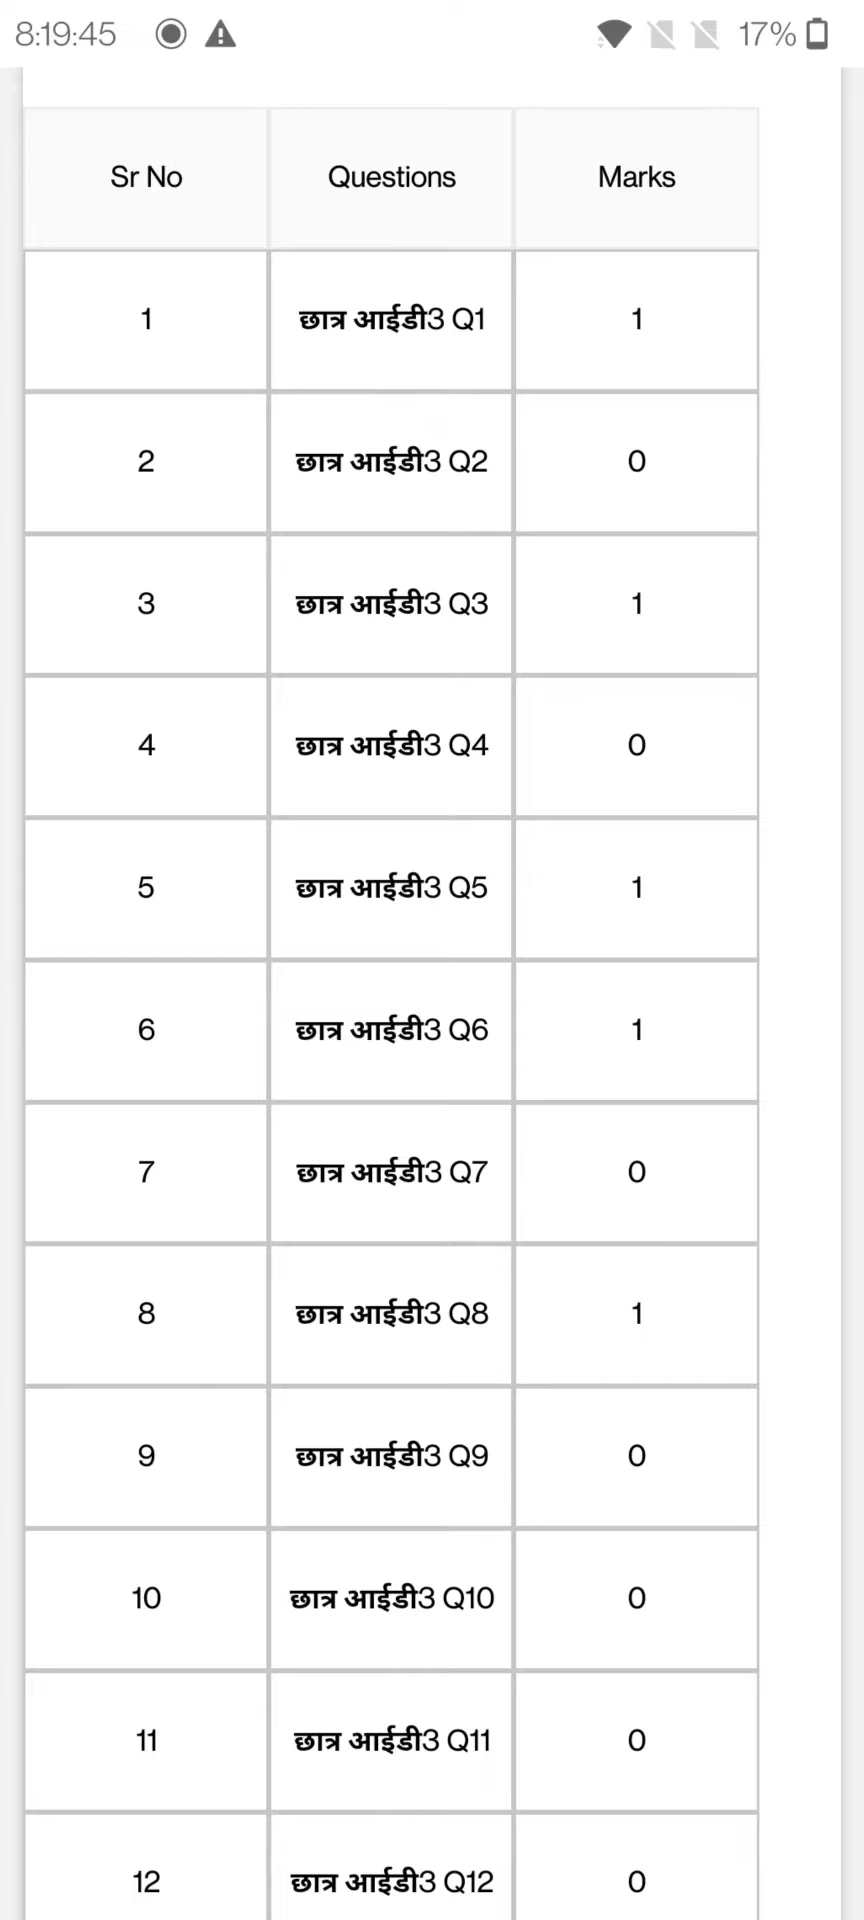 8:19:45 17%
Sr No Questions Marks
1 छात्र आईडी3 Q1 1
2 छात्र आईडी3 Q2 0
3 छात्र आईडी3 Q3 1
4 छात्र आईडी3 Q4 0
5 छात्र आईडी3 Q5 1
6 छात्र आईडी3 Q6 1
7 छात्र आईडी3 Q7 0
8 छात्र आईडी3 Q8 1
9 छात्र आईडी3 Q9 0
10 छात्र आईडी3 Q10 0
11 छात्र आईडी3 Q11 0
12 छात्र आईडी3 Q12 0